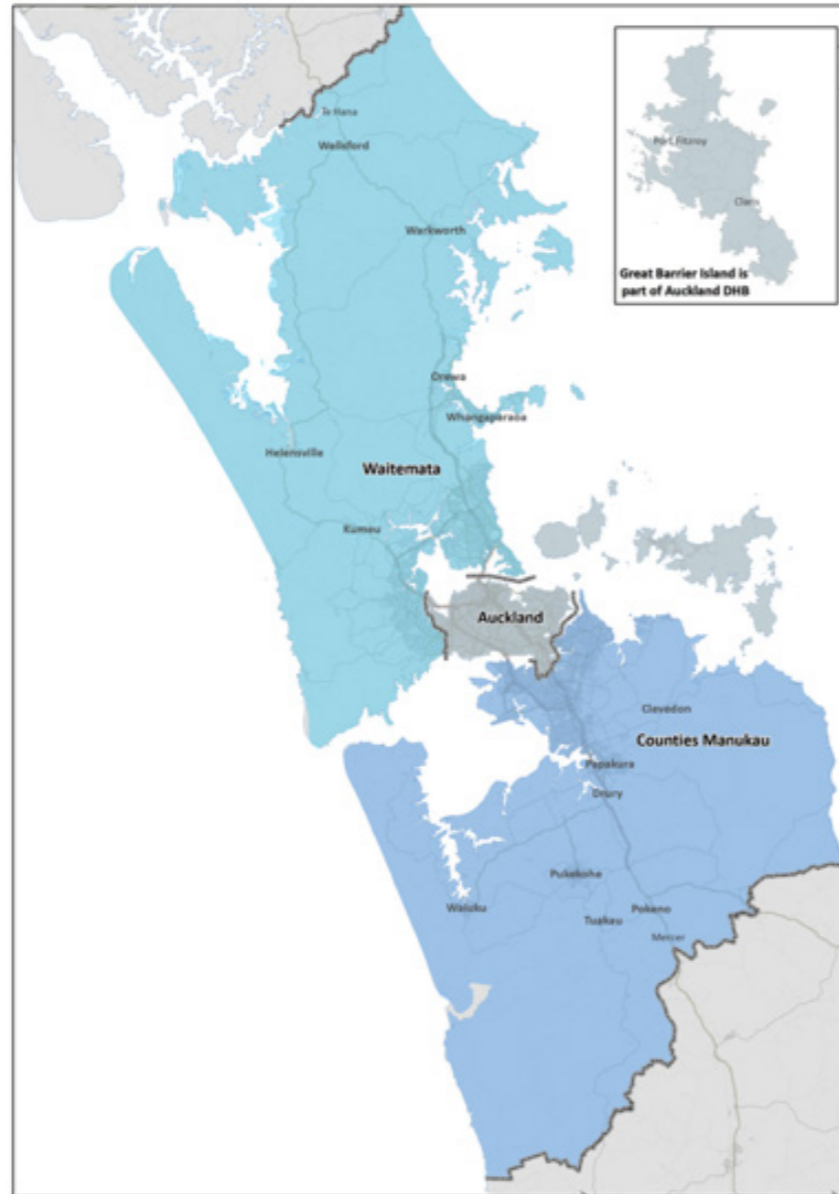 Te Hana
Wellsford
Port Fitzroy
Claris
Warkworth
Great Barrier Island is
part of Auckland DHB
Orewa
Whangaparaoa
Helensville
Waitemata
Kumeu
Auckland
Clevedon
Counties Manukau
Papakura
Drury
Pukekohe
Waiuku
Pokeno
Tuakau
Mercer